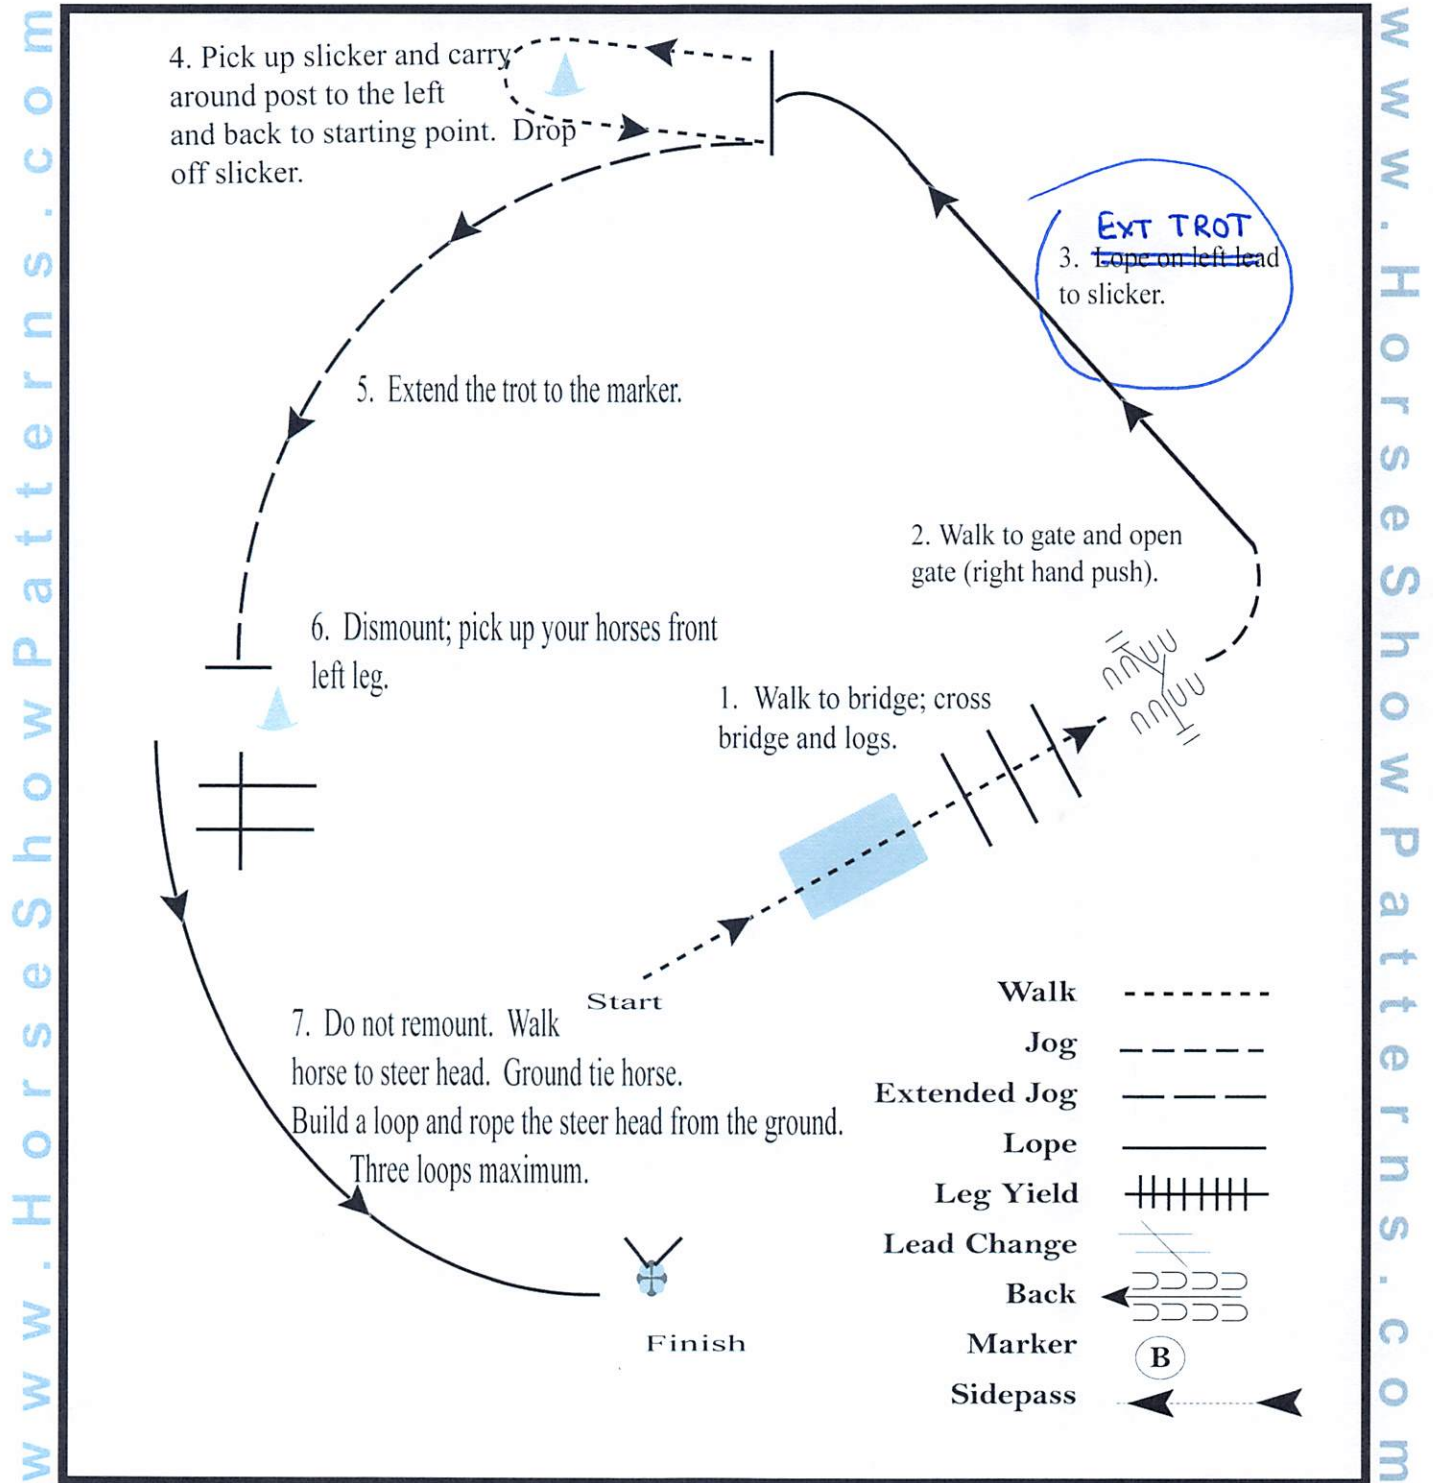 www.HorseShowPatterns.com
4. Pick up slicker and carry
around post to the left
and back to starting point. Drop
off slicker.
EXT TROT
3. Lope on left lead
to slicker.
5. Extend the trot to the marker.
2. Walk to gate and open
gate (right hand push).
6. Dismount; pick up your horses front
left leg.
1. Walk to bridge; cross
bridge and logs.
Start
7. Do not remount. Walk
horse to steer head. Ground tie horse.
Build a loop and rope the steer head from the ground.
Three loops maximum.
Finish
Walk
Jog
Extended Jog
Lope
Leg Yield
Lead Change
Back
Marker B
Sidepass
www.HorseShowPatterns.com